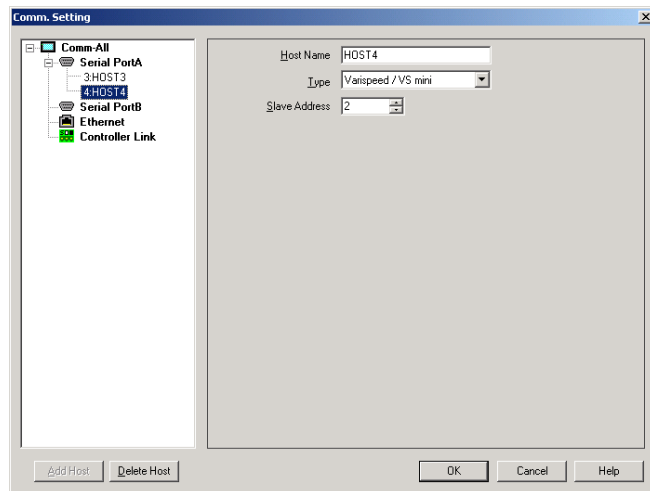 Comm. Setting
Comm-All
Serial PortA
3:HOST3
4:HOST4
Serial PortB
Ethernet
Controller Link
Host Name HOST4
Type Varispeed / VS mini
Slave Address 2
Add Host Delete Host OK Cancel Help